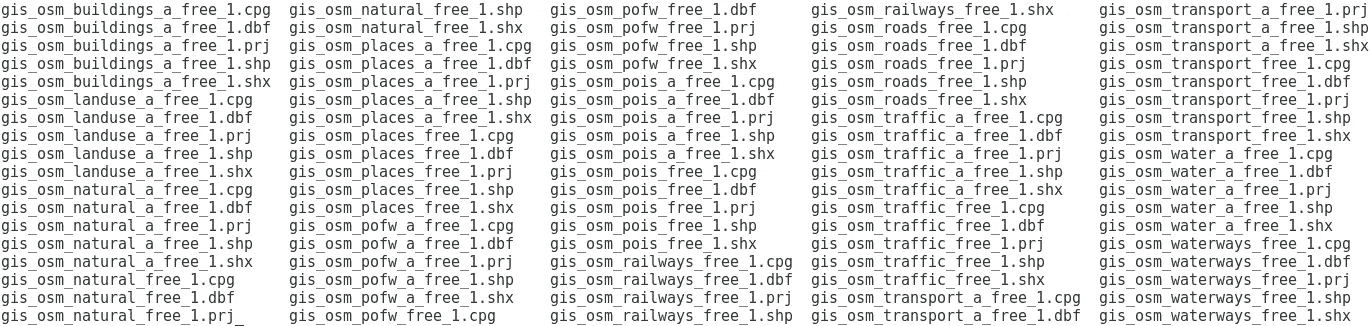 gis_osm_buildings_a_free_1.cpg
gis_osm_buildings_a_free_1.dbf
gis_osm_buildings_a_free_1.prj
gis_osm_buildings_a_free_1.shp
gis_osm_buildings_a_free_1.shx
gis_osm_landuse_a_free_1.cpg
gis_osm_landuse_a_free_1.dbf
gis_osm_landuse_a_free_1.prj
gis_osm_landuse_a_free_1.shp
gis_osm_landuse_a_free_1.shx
gis_osm_natural_a_free_1.cpg
gis_osm_natural_a_free_1.dbf
gis_osm_natural_a_free_1.prj
gis_osm_natural_a_free_1.shp
gis_osm_natural_a_free_1.shx
gis_osm_natural_free_1.cpg
gis_osm_natural_free_1.dbf
gis_osm_natural_free_1.prj_
gis_osm_natural_free_1.shp
gis_osm_natural_free_1.shx
gis_osm_places_a_free_1.cpg
gis_osm_places_a_free_1.dbf
gis_osm_places_a_free_1.prj
gis_osm_places_a_free_1.shp
gis_osm_places_a_free_1.shx
gis_osm_places_free_1.cpg
gis_osm_places_free_1.dbf
gis_osm_places_free_1.prj
gis_osm_places_free_1.shp
gis_osm_places_free_1.shx
gis_osm_pofw_a_free_1.cpg
gis_osm_pofw_a_free_1.dbf
gis_osm_pofw_a_free_1.prj
gis_osm_pofw_a_free_1.shp
gis_osm_pofw_a_free_1.shx
gis_osm_pofw_free_1.cpg
gis_osm_pofw_free_1.dbf
gis_osm_pofw_free_1.prj
gis_osm_pofw_free_1.shp
gis_osm_pofw_free_1.shx
gis_osm_pois_a_free_1.cpg
gis_osm_pois_a_free_1.dbf
gis_osm_pois_a_free_1.prj
gis_osm_pois_a_free_1.shp
gis_osm_pois_a_free_1.shx
gis_osm_pois_free_1.cpg
gis_osm_pois_free_1.dbf
gis_osm_pois_free_1.prj
gis_osm_pois_free_1.shp
gis_osm_pois_free_1.shx
gis_osm_railways_free_1.cpg
gis_osm_railways_free_1.dbf
gis_osm_railways_free_1.prj
gis_osm_railways_free_1.shp
gis_osm_railways_free_1.shx
gis_osm_roads_free_1.cpg
gis_osm_roads_free_1.dbf
gis_osm_roads_free_1.prj
gis_osm_roads_free_1.shp
gis_osm_roads_free_1.shx
gis_osm_traffic_a_free_1.cpg
gis_osm_traffic_a_free_1.dbf
gis_osm_traffic_a_free_1.prj
gis_osm_traffic_a_free_1.shp
gis_osm_traffic_a_free_1.shx
gis_osm_traffic_free_1.cpg
gis_osm_traffic_free_1.dbf
gis_osm_traffic_free_1.prj
gis_osm_traffic_free_1.shp
gis_osm_traffic_free_1.shx
gis_osm_transport_a_free_1.cpg
gis_osm_transport_a_free_1.dbf
gis_osm_transport_a_free_1.prj
gis_osm_transport_a_free_1.shp
gis_osm_transport_a_free_1.shx
gis_osm_transport_free_1.cpg
gis_osm_transport_free_1.dbf
gis_osm_transport_free_1.prj
gis_osm_transport_free_1.shp
gis_osm_transport_free_1.shx
gis_osm_water_a_free_1.cpg
gis_osm_water_a_free_1.dbf
gis_osm_water_a_free_1.prj
gis_osm_water_a_free_1.shp
gis_osm_water_a_free_1.shx
gis_osm_waterways_free_1.cpg
gis_osm_waterways_free_1.dbf
gis_osm_waterways_free_1.prj
gis_osm_waterways_free_1.shp
gis_osm_waterways_free_1.shx